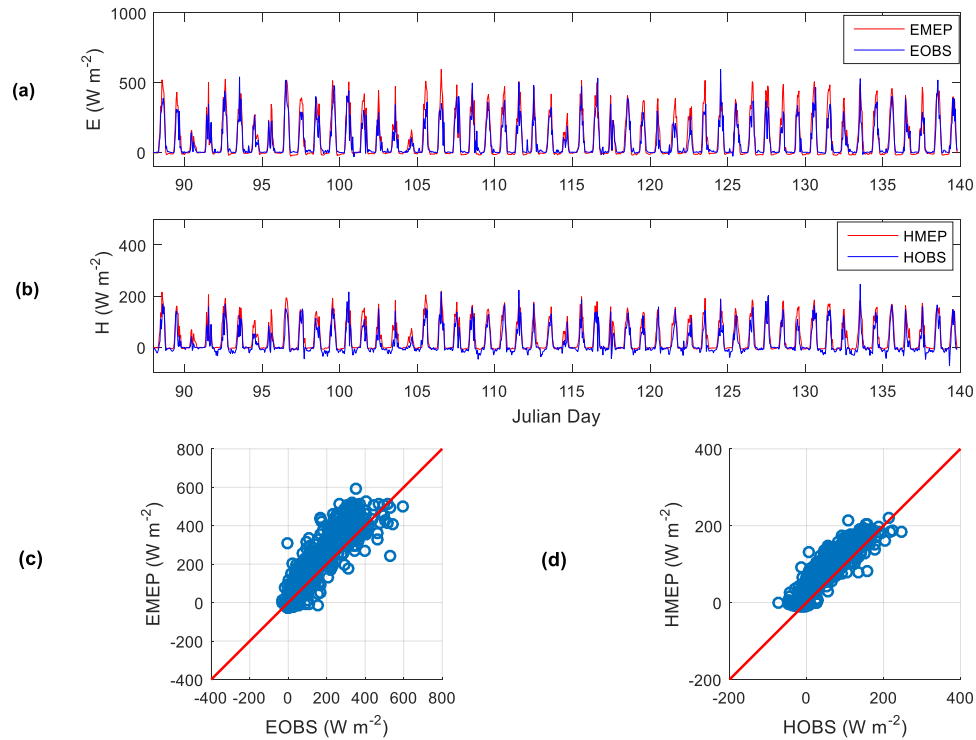 (a)
E (W m-2)
1000
500
0
EMEP
EOBS
90 95 100 105 110 115 120 125 130 135 140
(b)
H (W m-2)
400
200
0
HMEP
HOBS
90 95 100 105 110 115 120 125 130 135 140
Julian Day
(c)
EMEP (W m-2)
800
600
400
200
0
-200
-400
-400 -200 0 200 400 600 800
EOBS (W m-2)
(d)
HMEP (W m-2)
400
200
0
-200
-200 0 200 400
HOBS (W m-2)